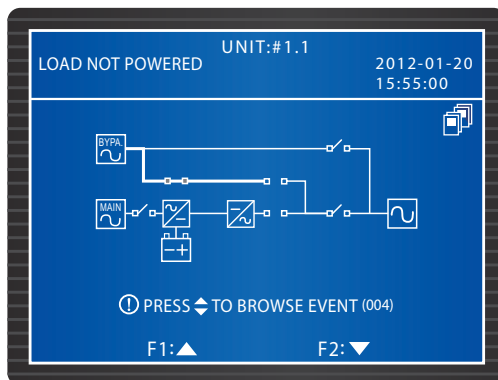 UNIT:#1.1
LOAD NOT POWERED
2012-01-20
15:55:00
BYPA.
MAIN
PRESS TO BROWSE EVENT (004)
F1: F2: